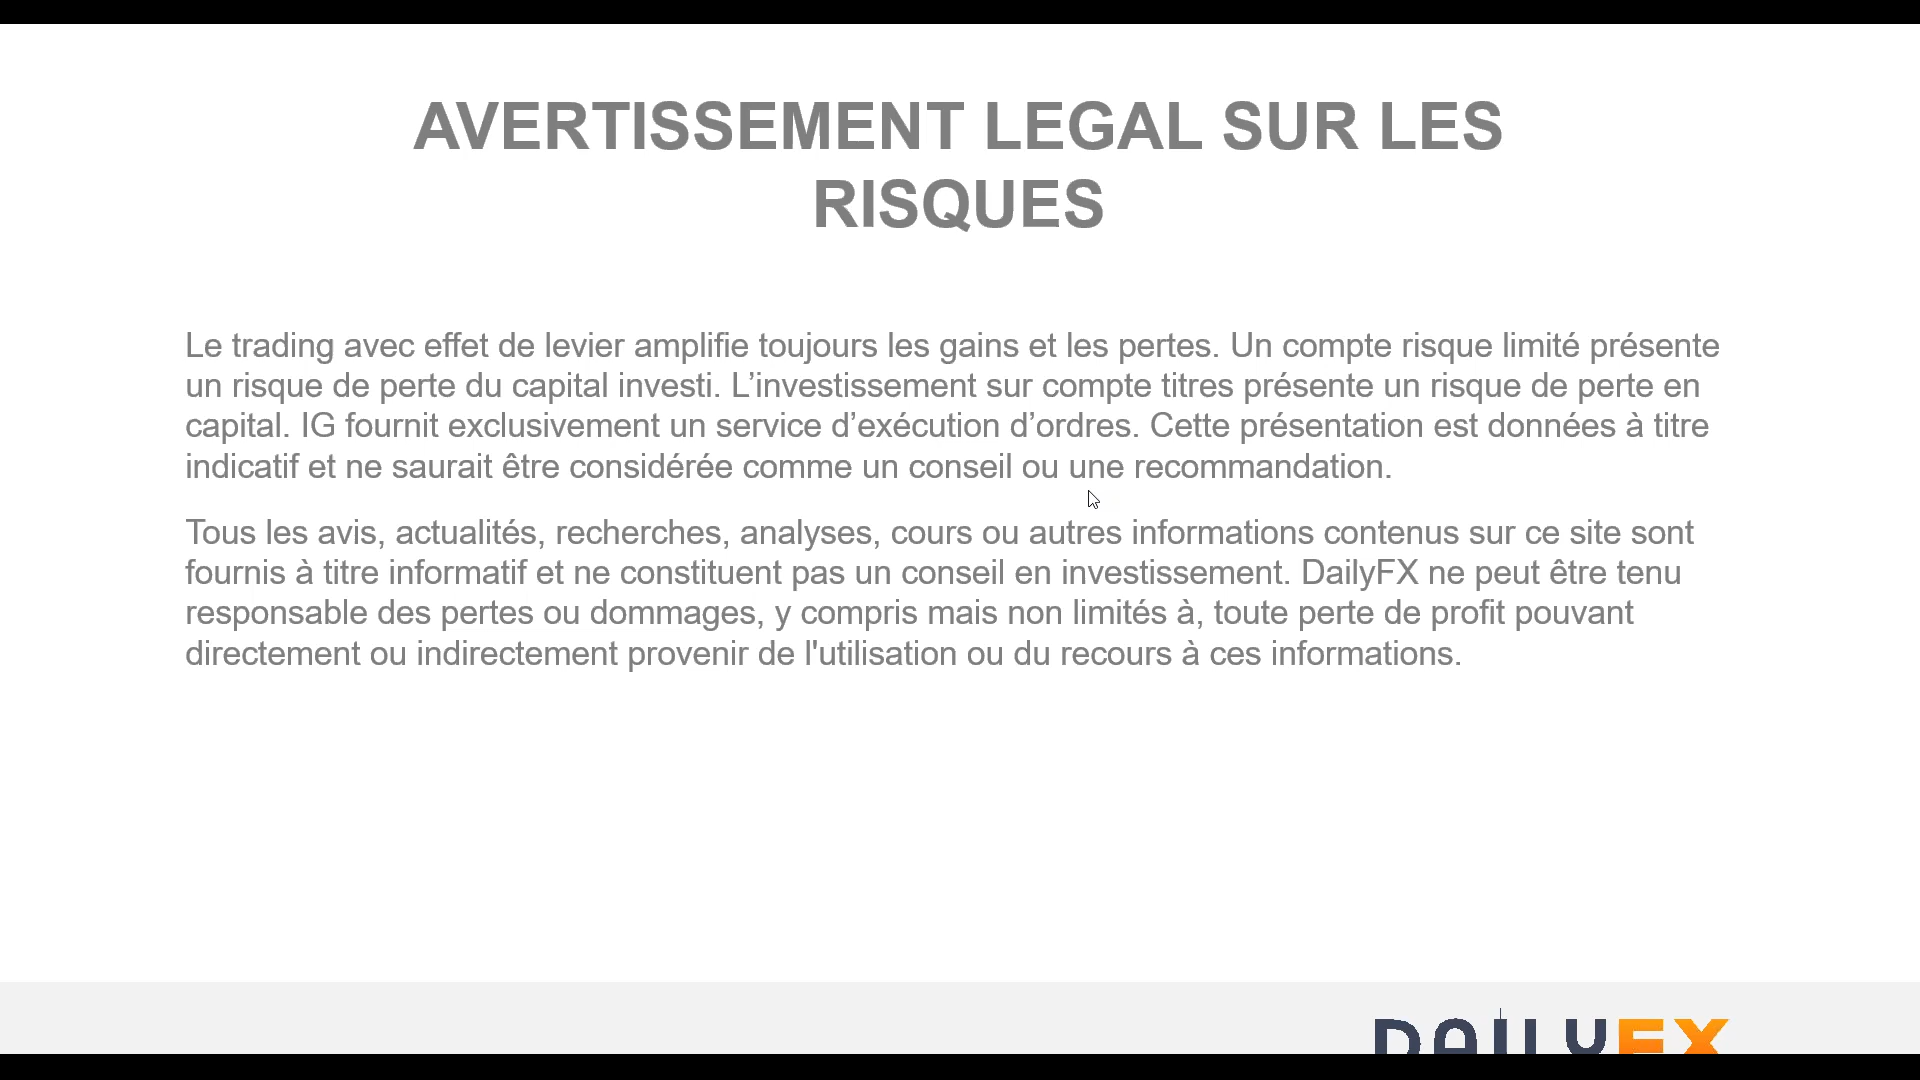 AVERTISSEMENT LEGAL SUR LES
RISQUES
Le trading avec effet de levier amplifie toujours les gains et les pertes. Un compte risque limité présente
un risque de perte du capital investi. L’investissement sur compte titres présente un risque de perte en
capital. IG fournit exclusivement un service d’exécution d’ordres. Cette présentation est données à titre
indicatif et ne saurait être considérée comme un conseil ou une recommandation.
Tous les avis, actualités, recherches, analyses, cours ou autres informations contenus sur ce site sont
fournis à titre informatif et ne constituent pas un conseil en investissement. DailyFX ne peut être tenu
responsable des pertes ou dommages, y compris mais non limités à, toute perte de profit pouvant
directement ou indirectement provenir de l'utilisation ou du recours à ces informations.
DAILYFX